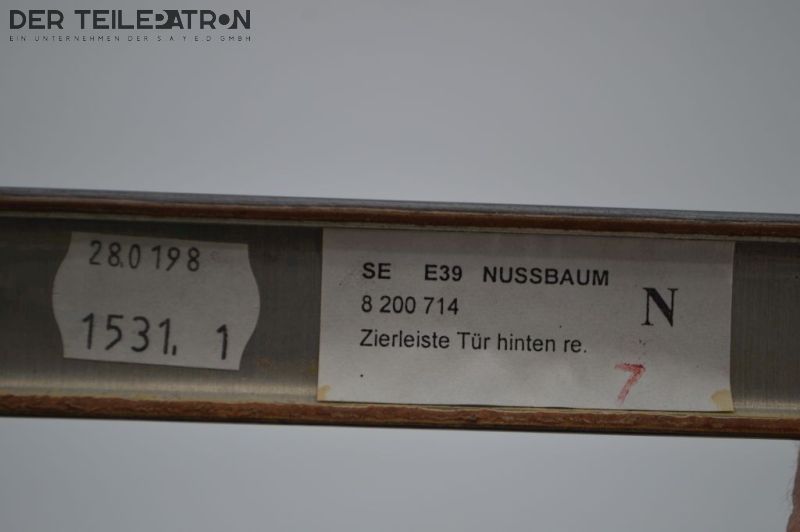 DER TEILEPATRON
EIN UNTERNEHMEN DER S A Y E.D GMBH
28.0198
1531. 1
SE E39 NUSSBAUM
8 200 714
N
Zierleiste Tür hinten re.
7